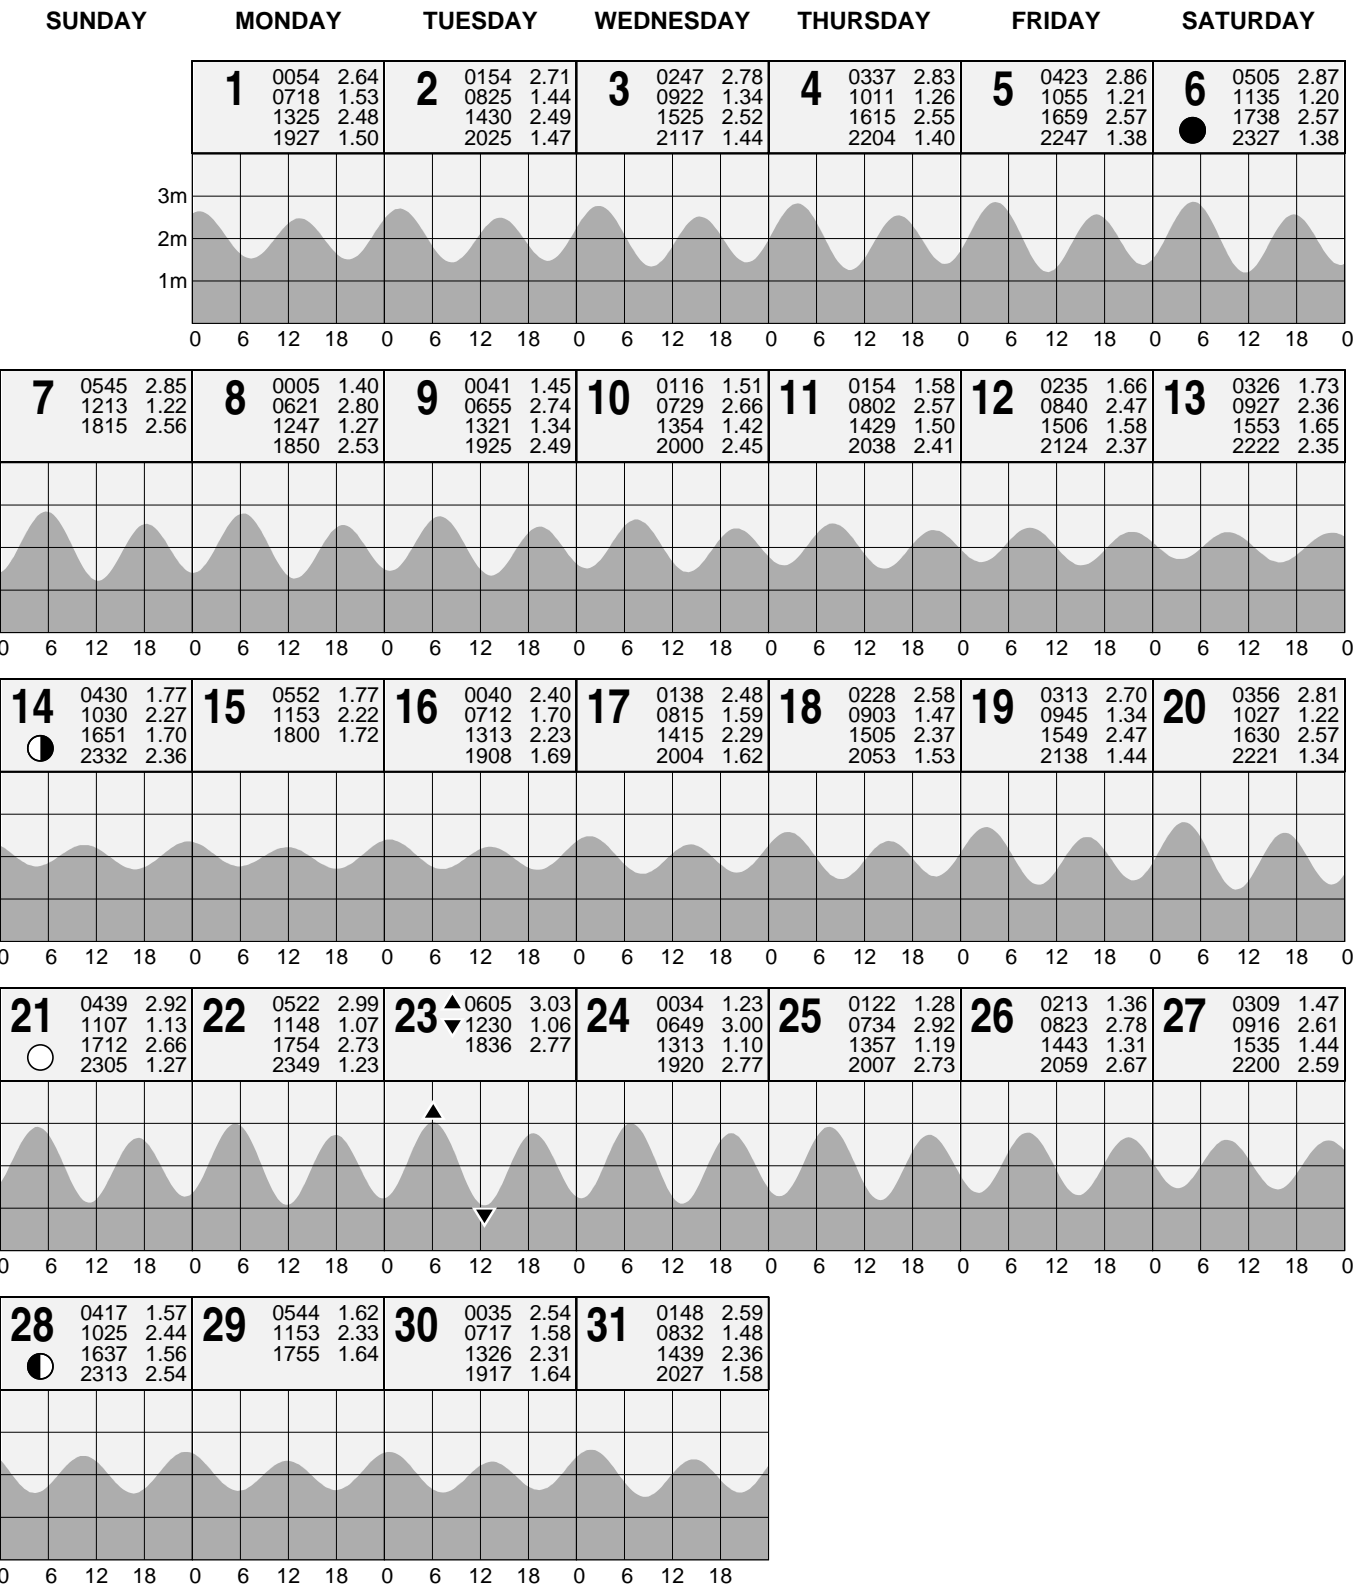 SUNDAY MONDAY TUESDAY WEDNESDAY THURSDAY FRIDAY SATURDAY
1 0054 2.64 0718 1.53 1325 2.48 1927 1.50
2 0154 2.71 0825 1.44 1430 2.49 2025 1.47
3 0247 2.78 0922 1.34 1525 2.52 2117 1.44
4 0337 2.83 1011 1.26 1615 2.55 2204 1.40
5 0423 2.86 1055 1.21 1659 2.57 2247 1.38
6 0505 2.87 1135 1.20 1738 2.57 2327 1.38
3m
2m
1m
0 6 12 18 0 6 12 18 0 6 12 18 0 6 12 18 0 6 12 18 0 6 12 18 0
7 0545 2.85 1213 1.22 1815 2.56
8 0005 1.40 0621 2.80 1247 1.27 1850 2.53
9 0041 1.45 0655 2.74 1321 1.34 1925 2.49
10 0116 1.51 0729 2.66 1354 1.42 2000 2.45
11 0154 1.58 0802 2.57 1429 1.50 2038 2.41
12 0235 1.66 0840 2.47 1506 1.58 2124 2.37
13 0326 1.73 0927 2.36 1553 1.65 2222 2.35
0 6 12 18 0 6 12 18 0 6 12 18 0 6 12 18 0 6 12 18 0 6 12 18 0 6 12 18 0
14 0430 1.77 1030 2.27 1651 1.70 2332 2.36
15 0552 1.77 1153 2.22 1800 1.72
16 0040 2.40 0712 1.70 1313 2.23 1908 1.69
17 0138 2.48 0815 1.59 1415 2.29 2004 1.62
18 0228 2.58 0903 1.47 1505 2.37 2053 1.53
19 0313 2.70 0945 1.34 1549 2.47 2138 1.44
20 0356 2.81 1027 1.22 1630 2.57 2221 1.34
0 6 12 18 0 6 12 18 0 6 12 18 0 6 12 18 0 6 12 18 0 6 12 18 0 6 12 18 0
21 0439 2.92 1107 1.13 1712 2.66 2305 1.27
22 0522 2.99 1148 1.07 1754 2.73 2349 1.23
23 0605 3.03 1230 1.06 1836 2.77
24 0034 1.23 0649 3.00 1313 1.10 1920 2.77
25 0122 1.28 0734 2.92 1357 1.19 2007 2.73
26 0213 1.36 0823 2.78 1443 1.31 2059 2.67
27 0309 1.47 0916 2.61 1535 1.44 2200 2.59
0 6 12 18 0 6 12 18 0 6 12 18 0 6 12 18 0 6 12 18 0 6 12 18 0 6 12 18 0
28 0417 1.57 1025 2.44 1637 1.56 2313 2.54
29 0544 1.62 1153 2.33 1755 1.64
30 0035 2.54 0717 1.58 1326 2.31 1917 1.64
31 0148 2.59 0832 1.48 1439 2.36 2027 1.58
0 6 12 18 0 6 12 18 0 6 12 18 0 6 12 18